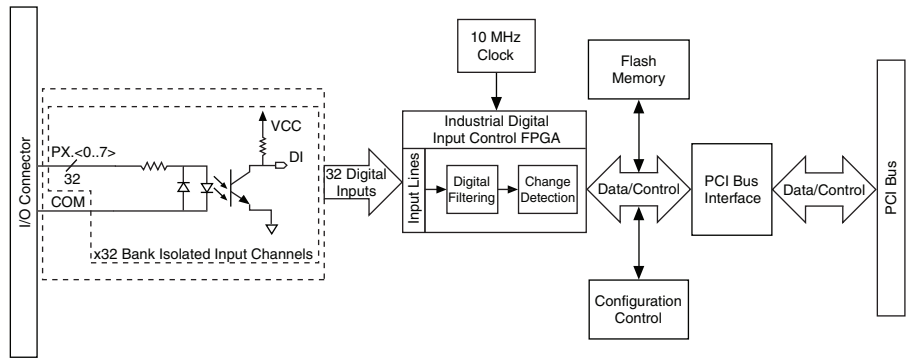 I/O Connector
PX.<0..7>
32
COM
VCC
DI
x32 Bank Isolated Input Channels
32 Digital
Inputs
10 MHz
Clock
Industrial Digital
Input Control FPGA
Input Lines
Digital
Filtering
Change
Detection
Flash
Memory
Data/Control
Configuration
Control
PCI Bus
Interface
Data/Control
PCI Bus